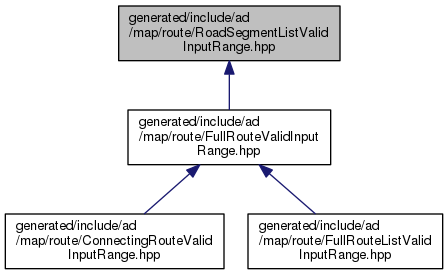 generated/include/ad
/map/route/RoadSegmentListValid
InputRange.hpp
generated/include/ad
/map/route/FullRouteValidInput
Range.hpp
generated/include/ad
/map/route/ConnectingRouteValid
InputRange.hpp
generated/include/ad
/map/route/FullRouteListValid
InputRange.hpp